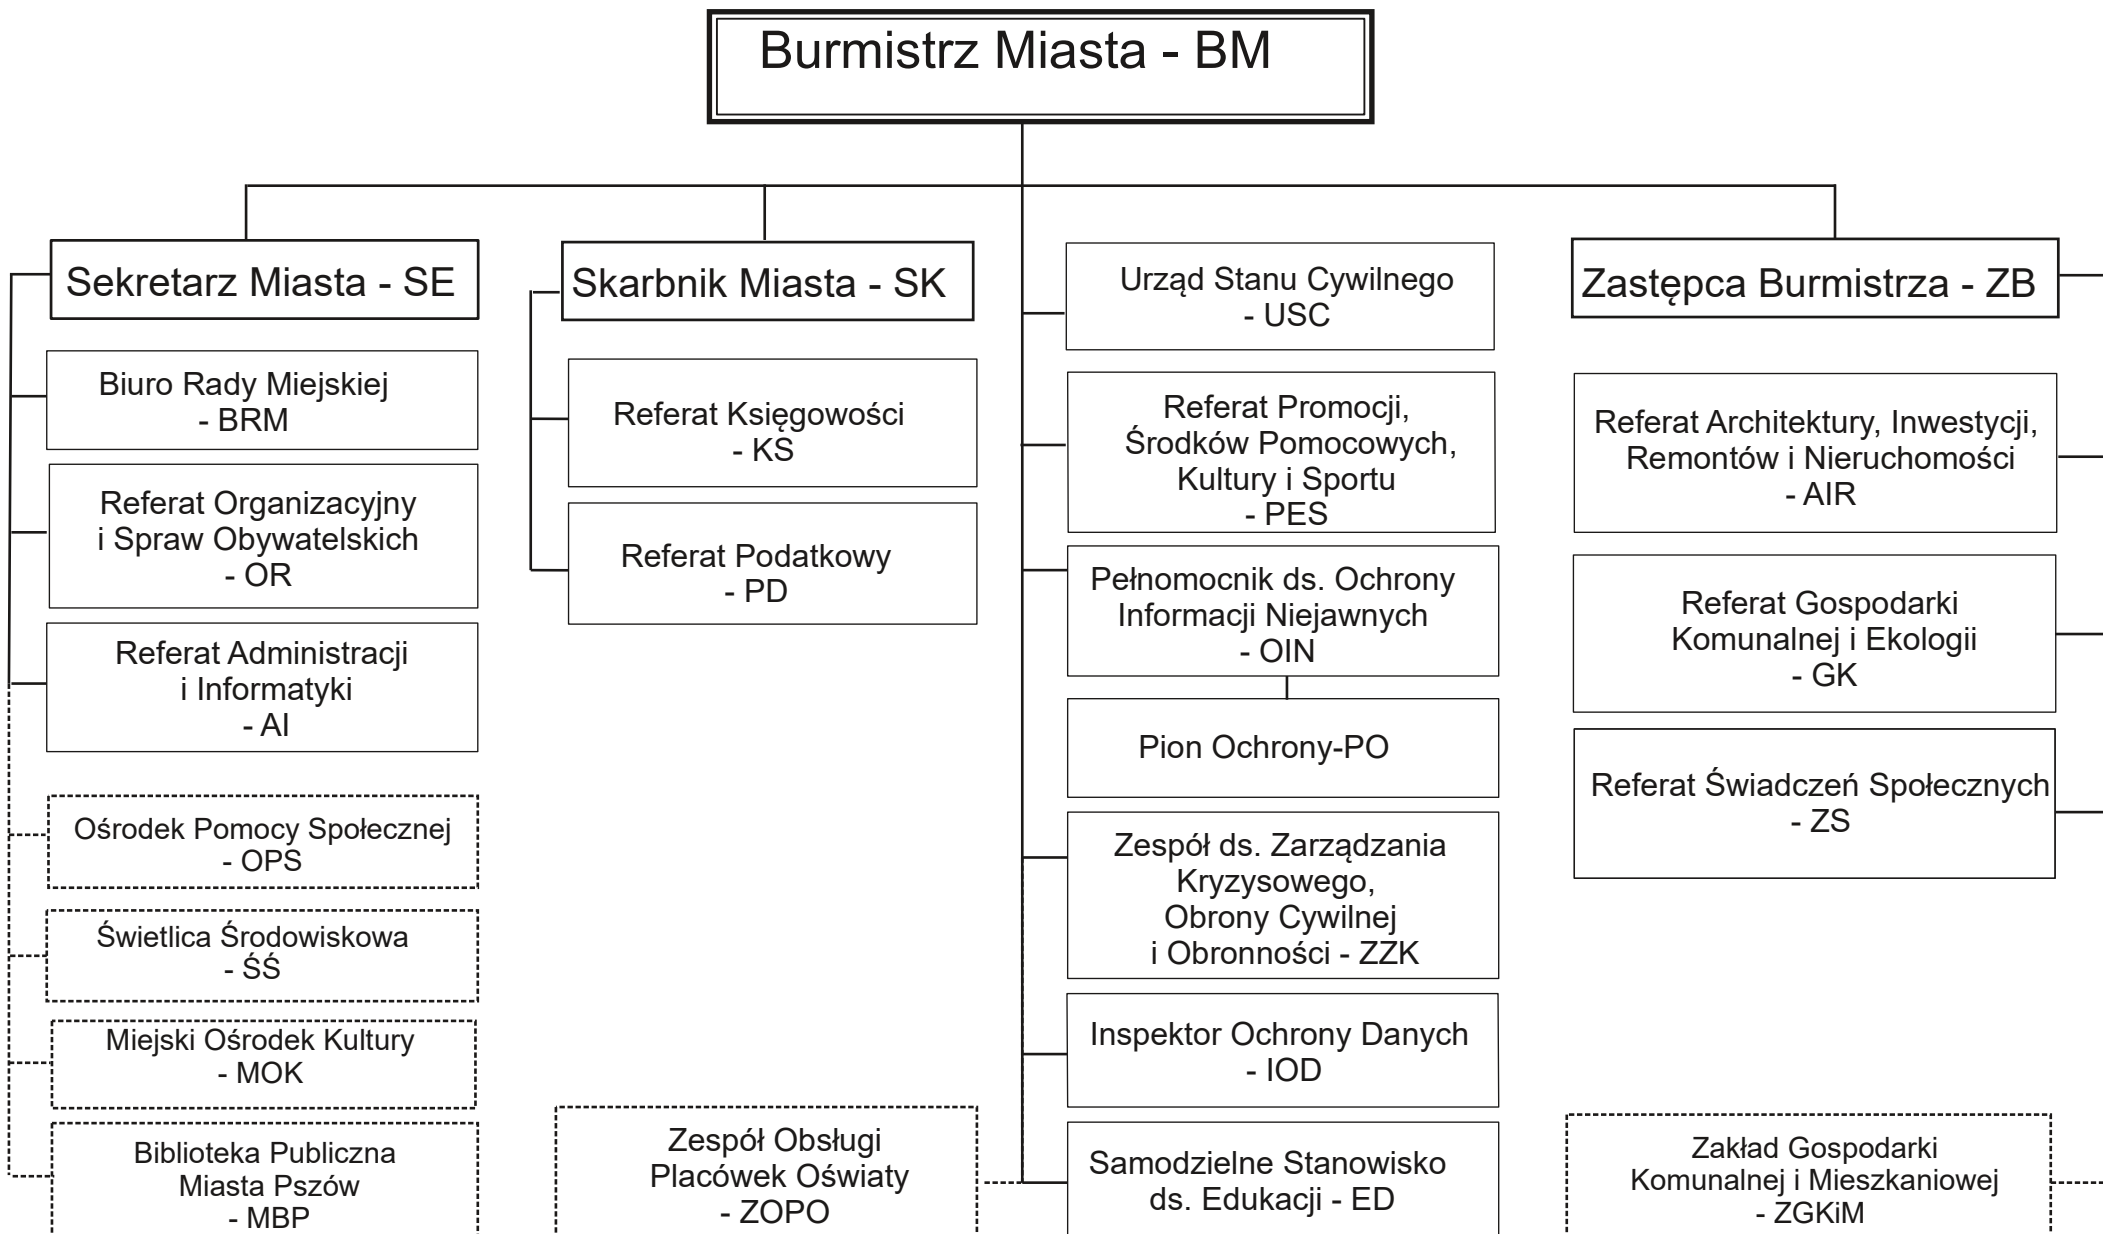 Burmistrz Miasta - BM
Sekretarz Miasta - SE
Biuro Rady Miejskiej
- BRM
Referat Organizacyjny
i Spraw Obywatelskich
- OR
Referat Administracji
i Informatyki
- AI
Ośrodek Pomocy Społecznej
- OPS
Świetlica Środowiskowa
- ŚŚ
Miejski Ośrodek Kultury
- MOK
Biblioteka Publiczna
Miasta Pszów
- MBP
Skarbnik Miasta - SK
Referat Księgowości
- KS
Referat Podatkowy
- PD
Zespół Obsługi
Placówek Oświaty
- ZOPO
Urząd Stanu Cywilnego
- USC
Referat Promocji,
Środków Pomocowych,
Kultury i Sportu
- PES
Pełnomocnik ds. Ochrony
Informacji Niejawnych
- OIN
Pion Ochrony-PO
Zespół ds. Zarządzania
Kryzysowego,
Obrony Cywilnej
i Obronności - ZZK
Inspektor Ochrony Danych
- IOD
Samodzielne Stanowisko
ds. Edukacji - ED
Zastępca Burmistrza - ZB
Referat Architektury, Inwestycji,
Remontów i Nieruchomości
- AIR
Referat Gospodarki
Komunalnej i Ekologii
- GK
Referat Świadczeń Społecznych
- ZS
Zakład Gospodarki
Komunalnej i Mieszkaniowej
- ZGKiM